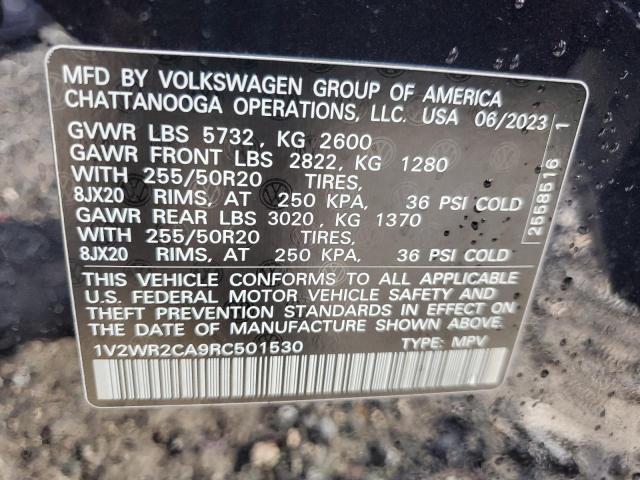 MFD BY VOLKSWAGEN GROUP OF AMERICA
CHATTANOOGA OPERATIONS, LLC. USA 06/2023
GVWR LBS 5732, KG 2600
GAWR FRONT LBS 2822, KG 1280
WITH 255/50R20 TIRES,
8JX20 RIMS, AT 250 KPA, 36 PSI COLD
GAWR REAR LBS 3020, KG 1370
WITH 255/50R20 TIRES,
8JX20 RIMS, AT 250 KPA, 36 PSI COLD
THIS VEHICLE CONFORMS TO ALL APPLICABLE
U.S. FEDERAL MOTOR VEHICLE SAFETY AND
THEFT PREVENTION STANDARDS IN EFFECT ON
THE DATE OF MANUFACTURE SHOWN ABOVE.
1V2WR2CA9RC501530 TYPE: MPV
2558516 1